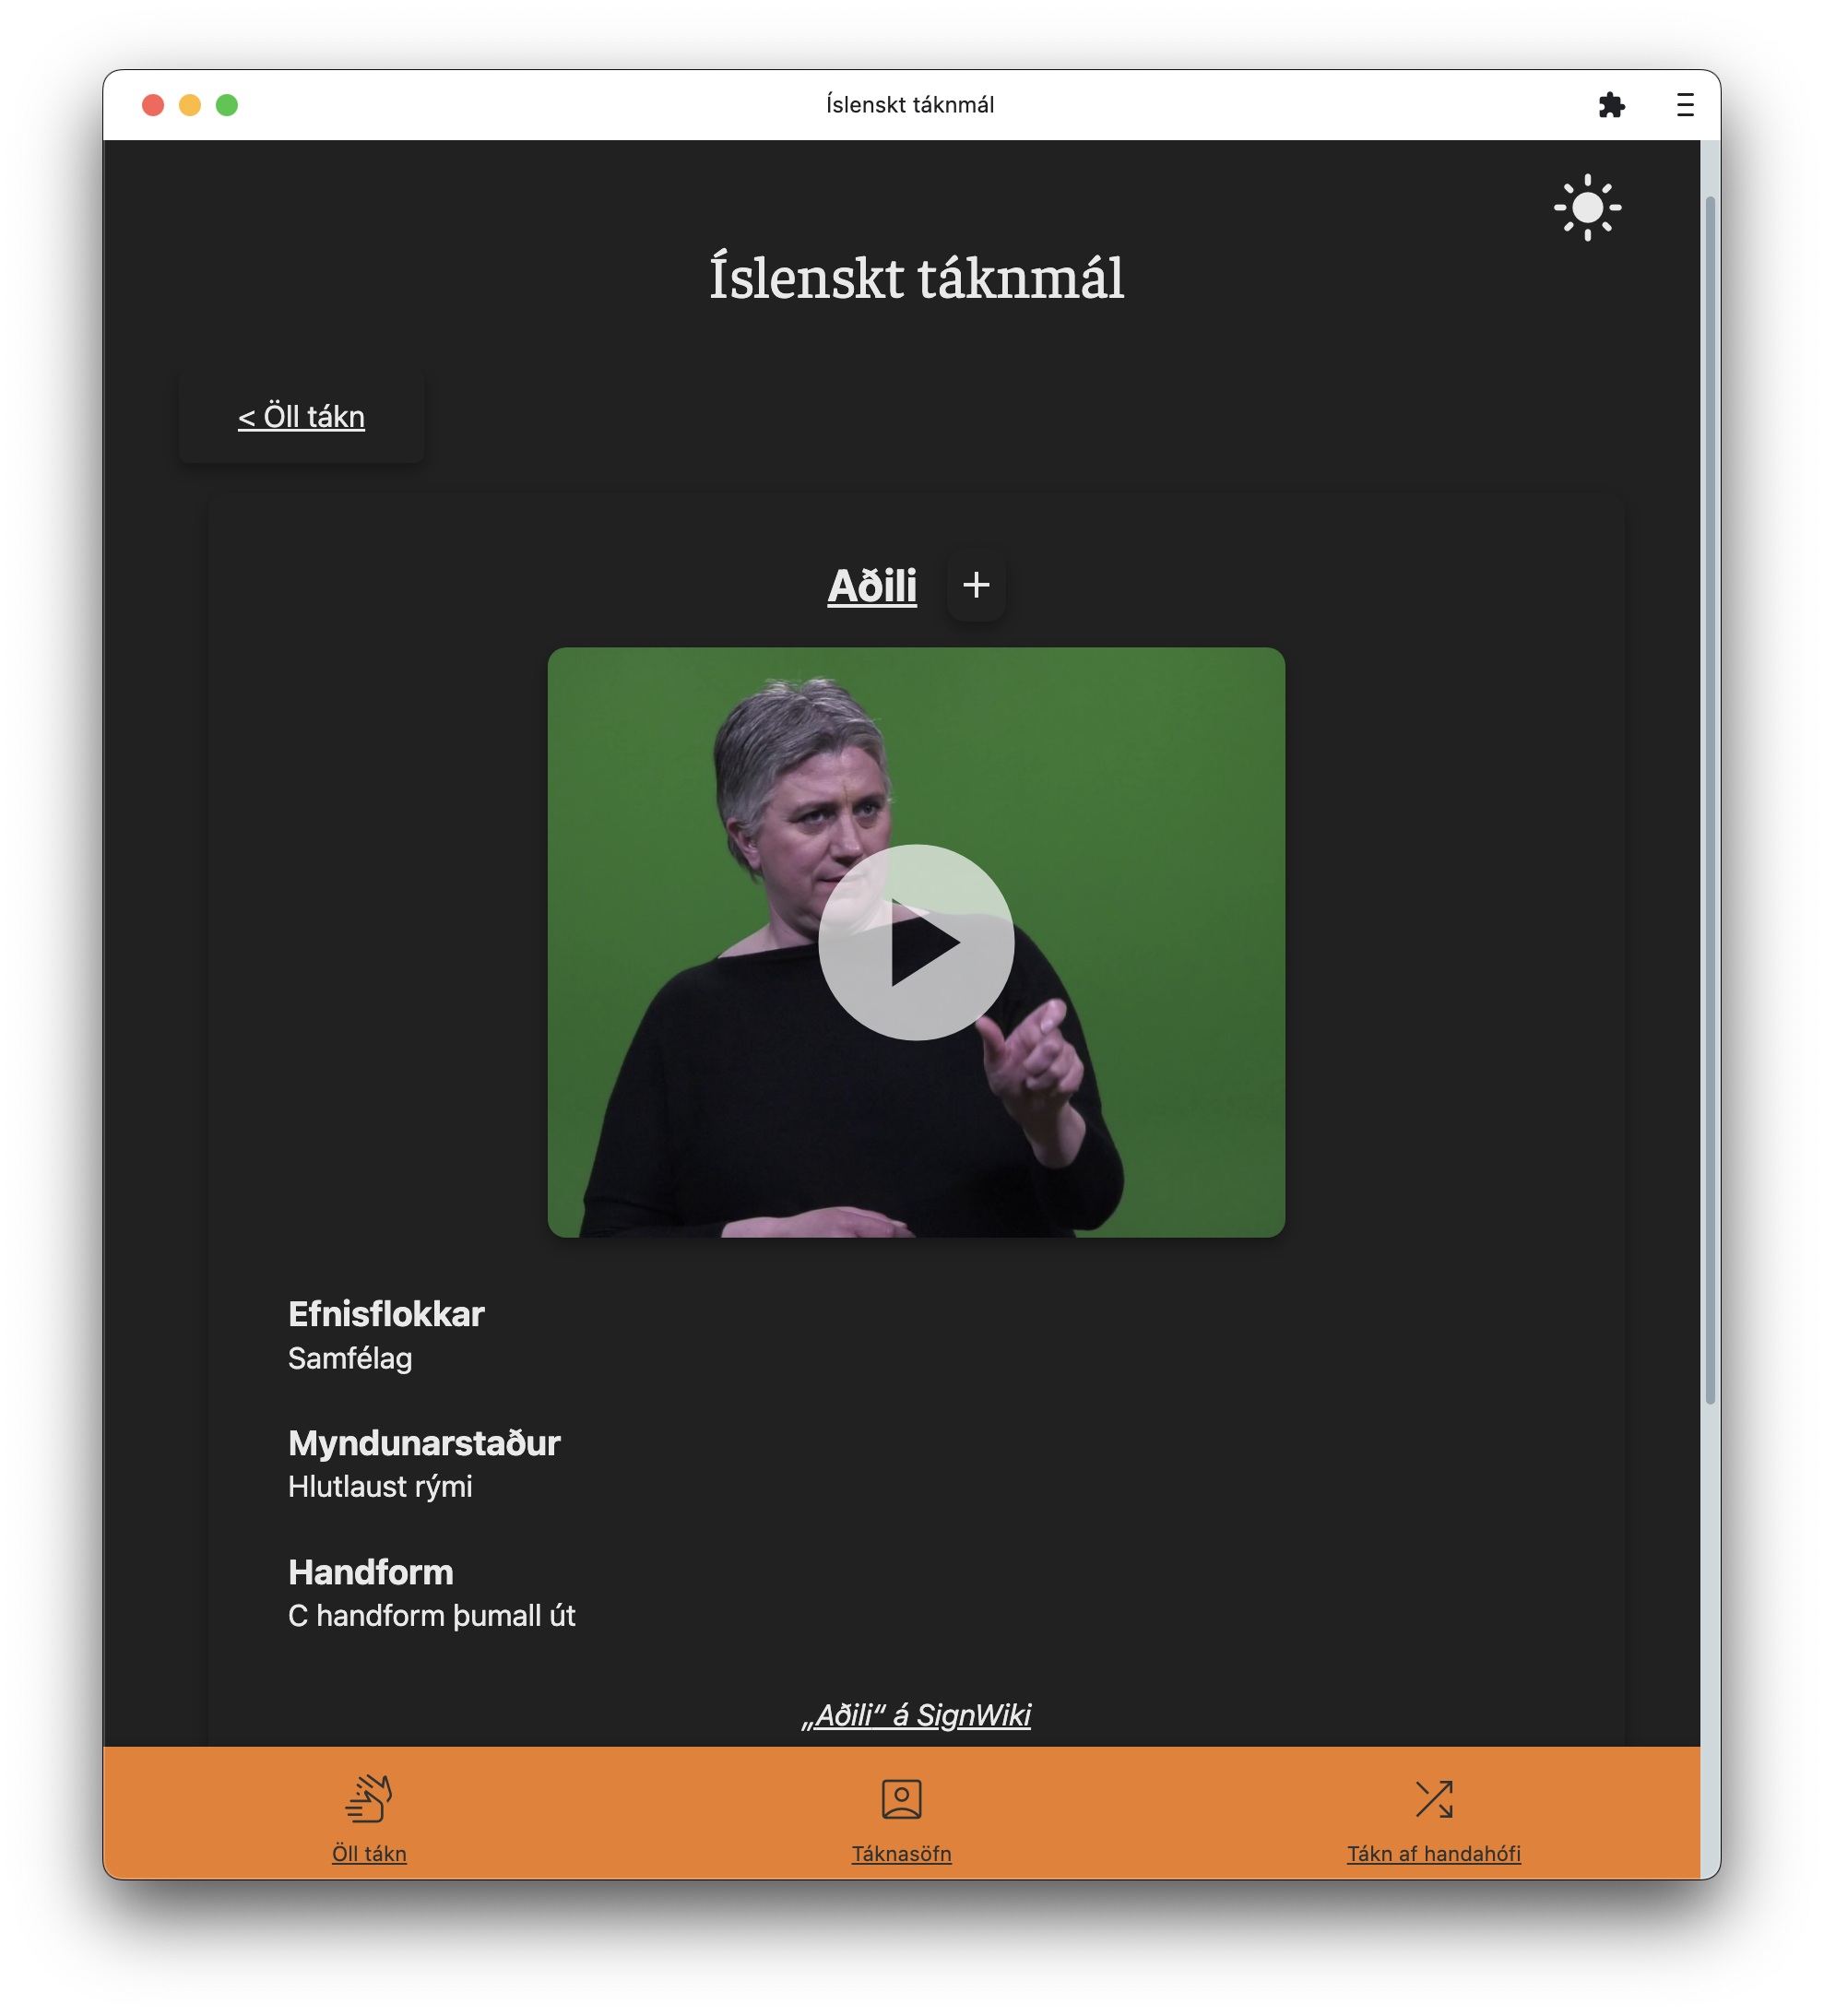 Íslenskt táknmál
Íslenskt táknmál
< Öll tákn
Aðili +
Efnisflokkar
Samfélag
Myndunarstaður
Hlutlaust rými
Handform
C handform þumall út
„Aðili“ á SignWiki
Öll tákn
Táknasöfn
Tákn af handahófi